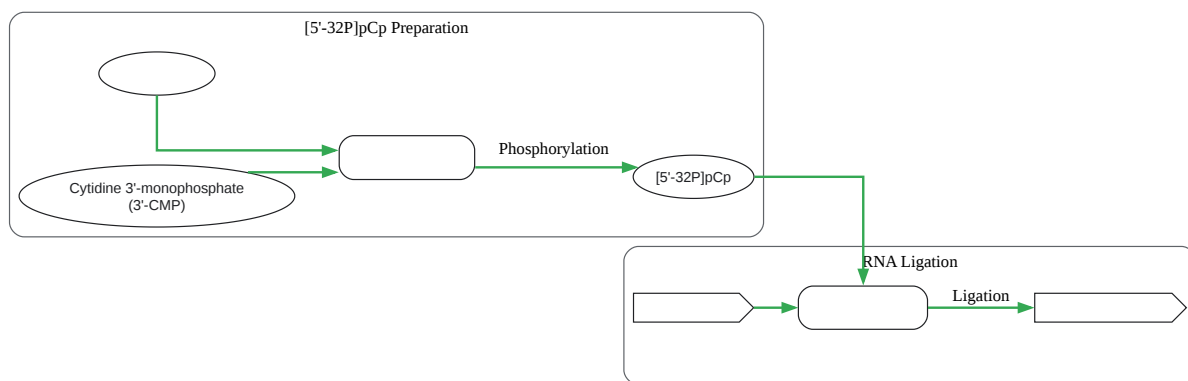 [5'-32P]pCp Preparation
Phosphorylation
Cytidine 3'-monophosphate
(3'-CMP)
[5'-32P]pCp
RNA Ligation
Ligation